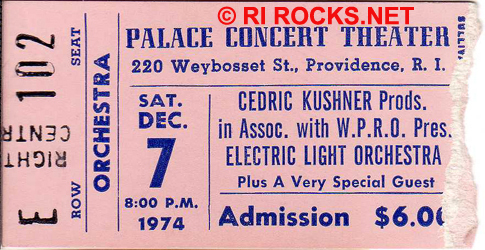 © RI ROCKS.NET
102
SEAT
RIGHT
CENTR
E
ROW
ORCHESTRA
PALACE CONCERT THEATER
220 Weybosset St., Providence, R. I.
SAT.
DEC.
7
8:00 P.M.
1974
CEDRIC KUSHNER Prods.
in Assoc. with W.P.R.O. Pres.
ELECTRIC LIGHT ORCHESTRA
Plus A Very Special Guest
Admission $6.00